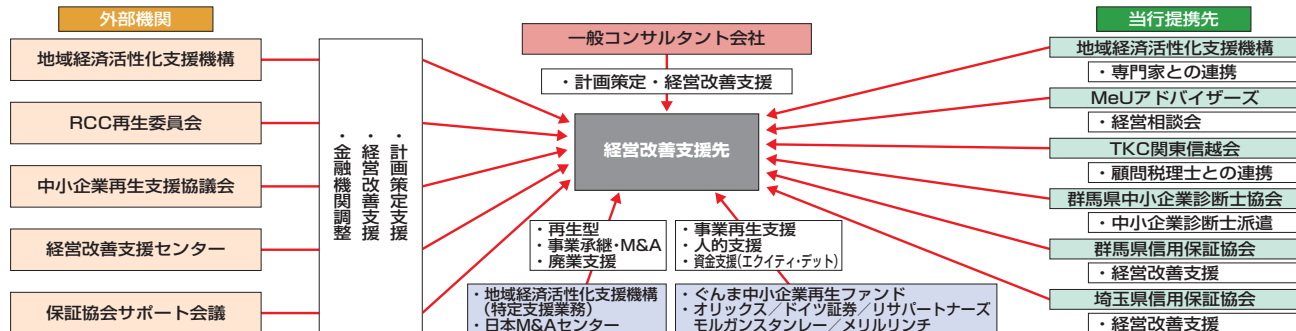 外部機関
地域経済活性化支援機構
RCC再生委員会
中小企業再生支援協議会
経営改善支援センター
保証協会サポート会議
・計画策定支援
・経営改善支援
・金融機関調整
一般コンサルタント会社
・計画策定・経営改善支援
経営改善支援先
・再生型
・事業承継・M&A
・廃業支援
・地域経済活性化支援機構
(特定支援業務)
・日本M&Aセンター
・事業再生支援
・人的支援
・資金支援(エクイティ・デット)
・ぐんま中小企業再生ファンド
・オリックス/ドイツ証券/リサパートナーズ
モルガンスタンレー/メリルリンチ
当行提携先
地域経済活性化支援機構
・専門家との連携
MeUアドバイザーズ
・経営相談会
TKC関東信越会
・顧問税理士との連携
群馬県中小企業診断士協会
・中小企業診断士派遣
群馬県信用保証協会
・経営改善支援
埼玉県信用保証協会
・経営改善支援